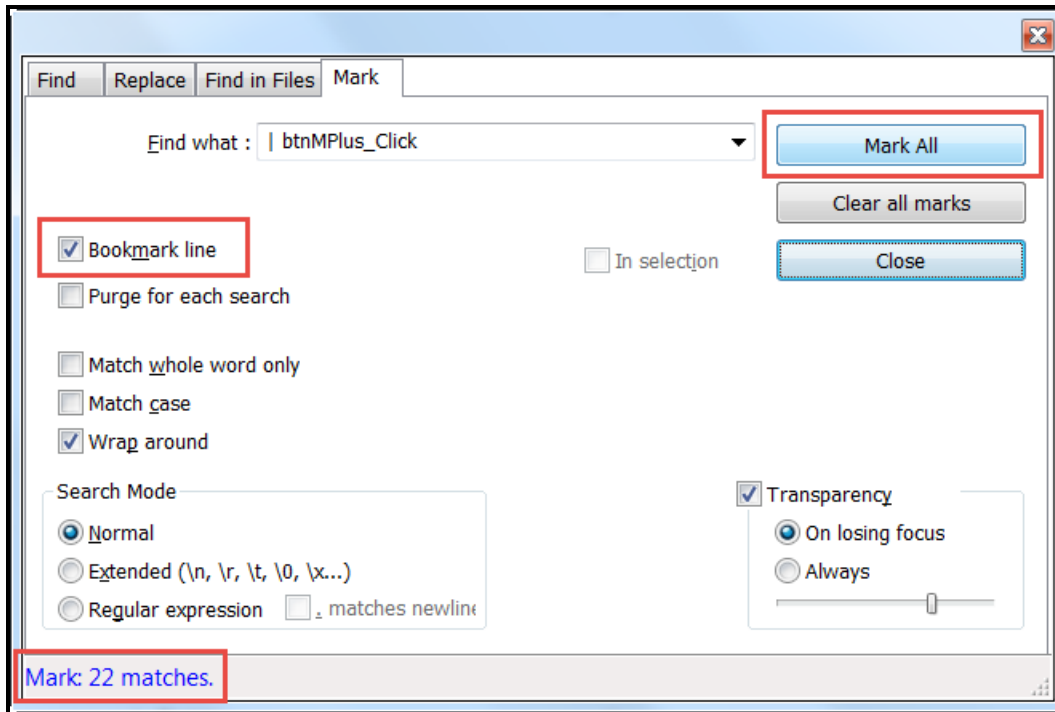 Find Replace Find in Files Mark
Find what : | btnMPlus_Click
Mark All
Clear all marks
Bookmark line
In selection
Close
Purge for each search
Match whole word only
Match case
Wrap around
Search Mode
Transparency
Normal
On losing focus
Extended (\n, \r, \t, \0, \x...)
Always
Regular expression . matches newline
Mark: 22 matches.